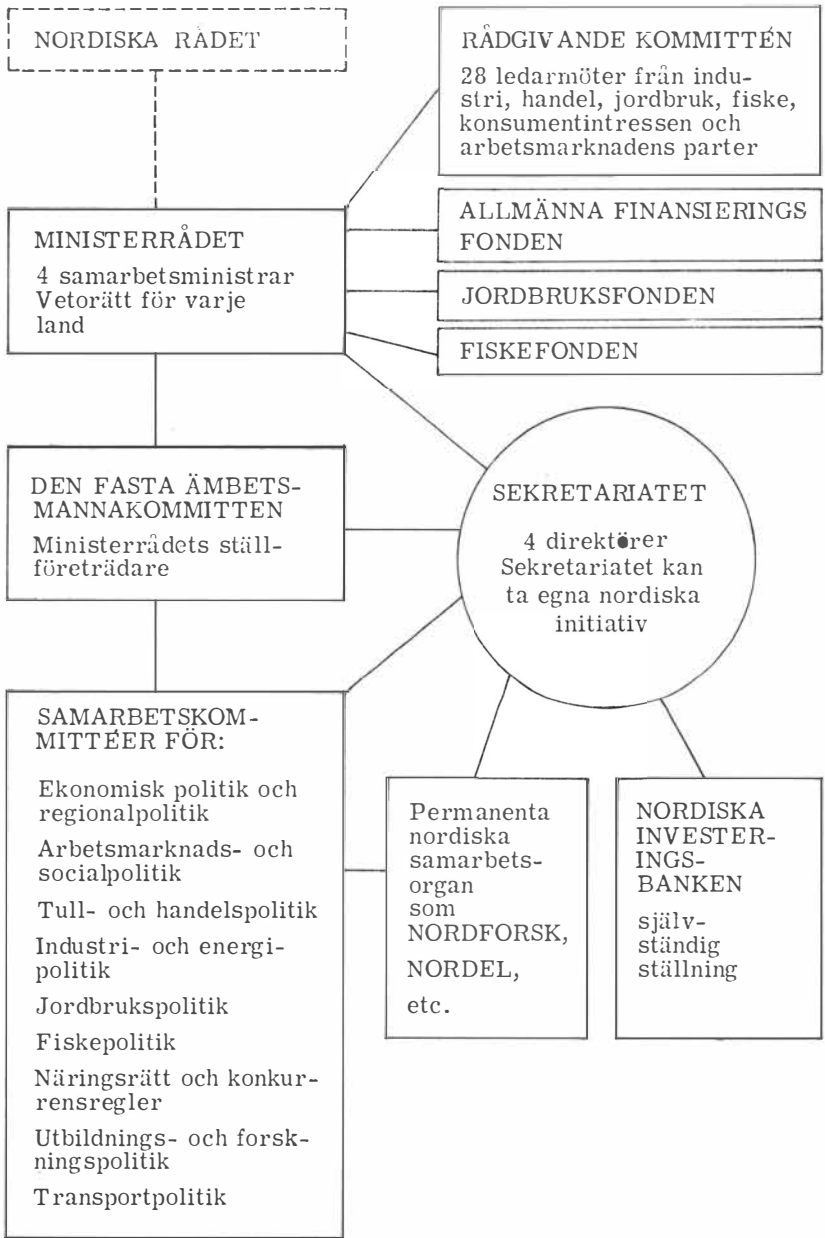 NORDISKA RÅDET
RÅDGIVANDE KOMMITTÉN
28 ledarmöter från indu-
stri, handel, jordbruk, fiske,
konsumentintressen och
arbetsmarknadens parter
MINISTERRÅDET
4 samarbetsministrar
Vetorätt för varje
land
ALLMÄNNA FINANSIERINGS
FONDEN
JORDBRUKSFONDEN
FISKEFONDEN
DEN FASTA ÄMBETS-
MANNAKOMMITTEN
Ministerrådets ställ-
företrädare
SEKRETARIATET
4 direktörer
Sekretariatet kan
ta egna nordiska
initiativ
SAMARBETSKOM-
MITTÉER FÖR:
Ekonomisk politik och
regionalpolitik
Arbetsmarknads- och
socialpolitik
Tull- och handelspolitik
Industri- och energi-
politik
Jordbrukspolitik
Fiskepolitik
Näringsrätt och konkur-
rensregler
Utbildnings- och forsk-
ningspolitik
Transportpolitik
Permanenta
nordiska
samarbets-
organ
som
NORDFORSK,
NORDEL,
etc.
NORDISKA
INVESTER-
INGS-
BANKEN
själv-
ständig
ställning